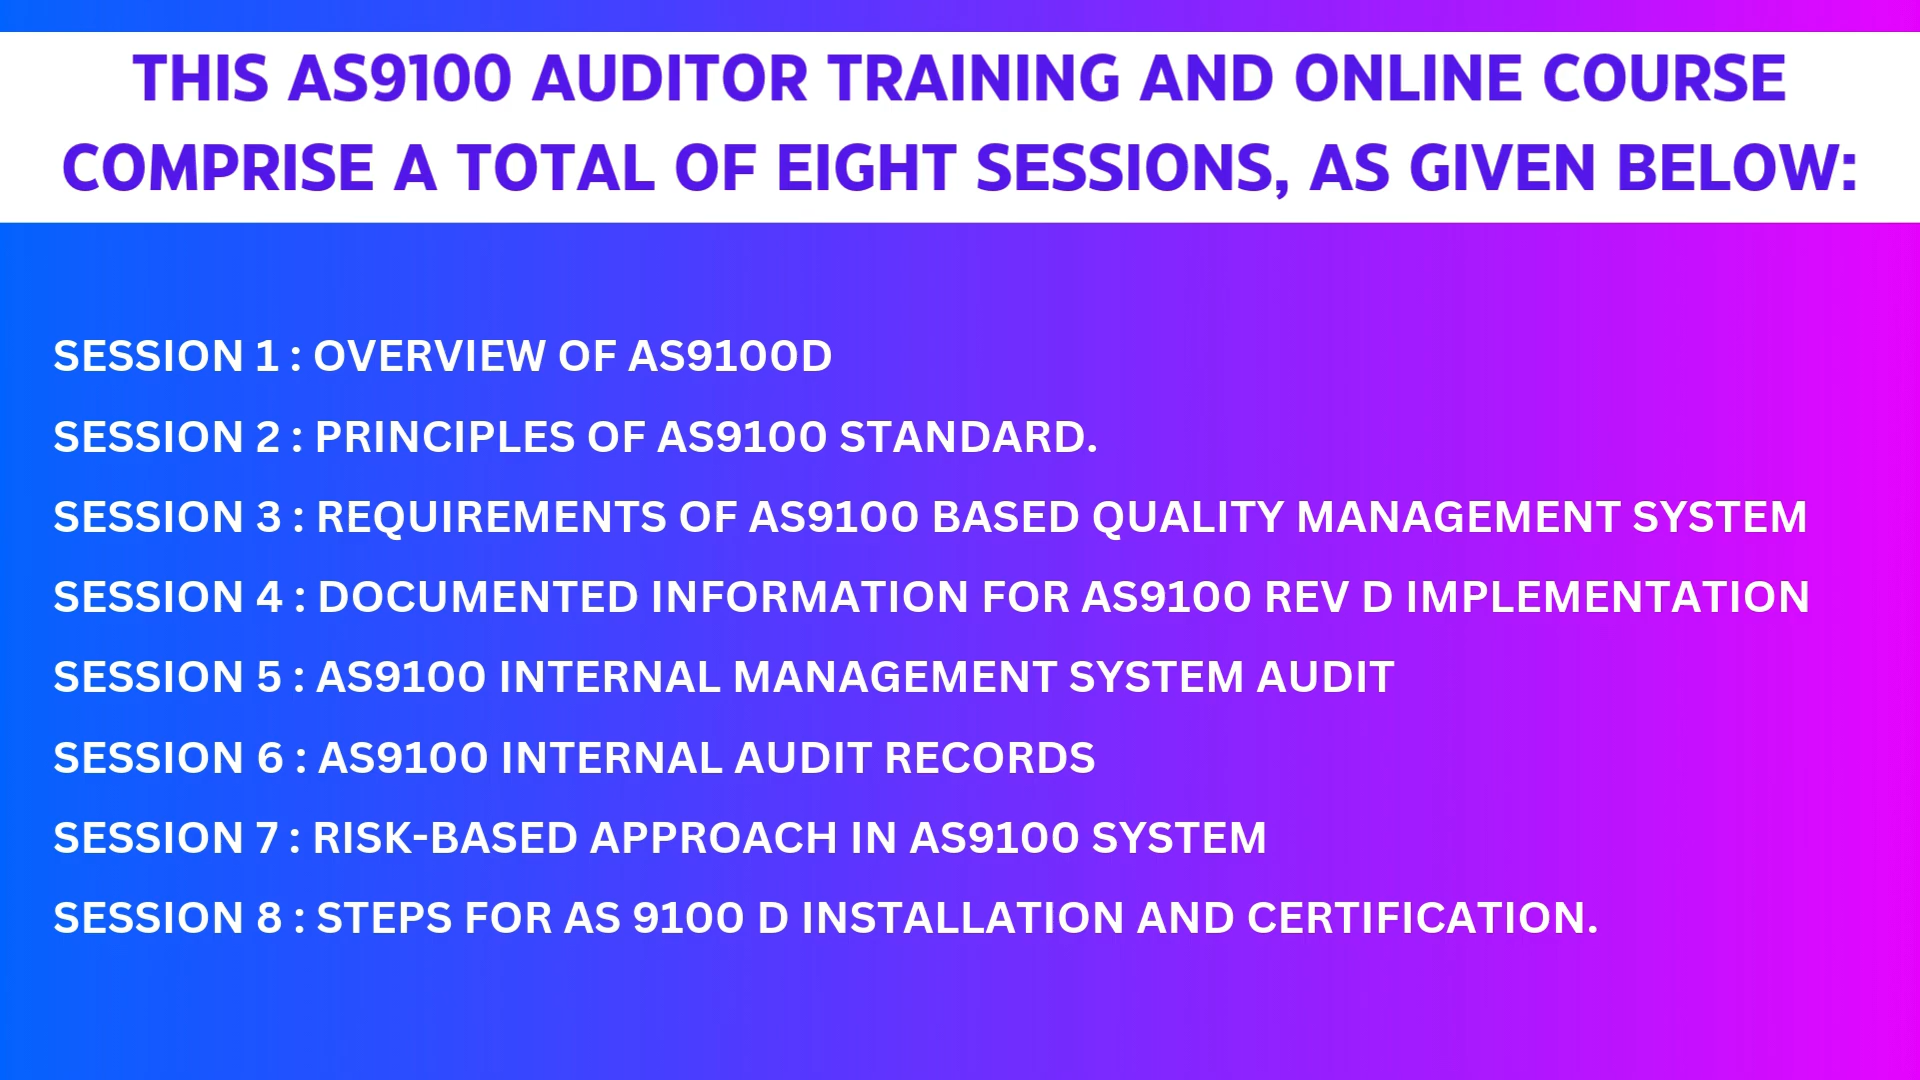 THIS AS9100 AUDITOR TRAINING AND ONLINE COURSE
COMPRISE A TOTAL OF EIGHT SESSIONS, AS GIVEN BELOW:
SESSION 1 : OVERVIEW OF AS9100D
SESSION 2 : PRINCIPLES OF AS9100 STANDARD.
SESSION 3 : REQUIREMENTS OF AS9100 BASED QUALITY MANAGEMENT SYSTEM
SESSION 4 : DOCUMENTED INFORMATION FOR AS9100 REV D IMPLEMENTATION
SESSION 5 : AS9100 INTERNAL MANAGEMENT SYSTEM AUDIT
SESSION 6 : AS9100 INTERNAL AUDIT RECORDS
SESSION 7 : RISK-BASED APPROACH IN AS9100 SYSTEM
SESSION 8 : STEPS FOR AS 9100 D INSTALLATION AND CERTIFICATION.